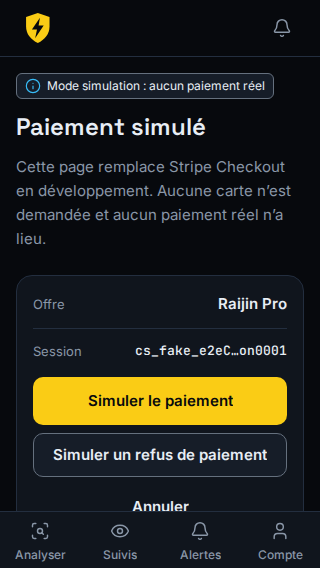 Mode simulation : aucun paiement réel
Paiement simulé
Cette page remplace Stripe Checkout
en développement. Aucune carte n’est
demandée et aucun paiement réel n’a
lieu.
Offre Raijin Pro
Session cs_fake_e2eC…on0001
Simuler le paiement
Simuler un refus de paiement
Annuler
Analyser Suivis Alertes Compte